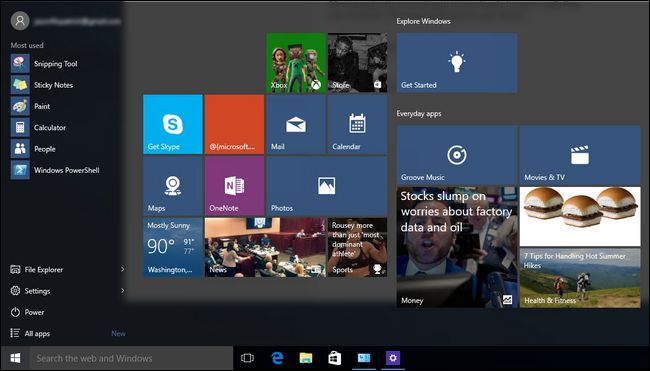 Most used
Snipping Tool
Sticky Notes
Paint
Calculator
People
Windows PowerShell
File Explorer
Settings
Power
All apps New
Search the web and Windows
Xbox
Store
Get Skype
@{microsoft....
Mail
Calendar
Maps
OneNote
Photos
Mostly Sunny
90° 91°
77°
Washington,...
News
Rousey more
than just 'most
dominant
athlete'
Sports
Explore Windows
Get Started
Everyday apps
Groove Music
Movies & TV
Stocks slump on
worries about factory
data and oil
Money
7 Tips for Handling Hot Summer
Hikes
Health & Fitness